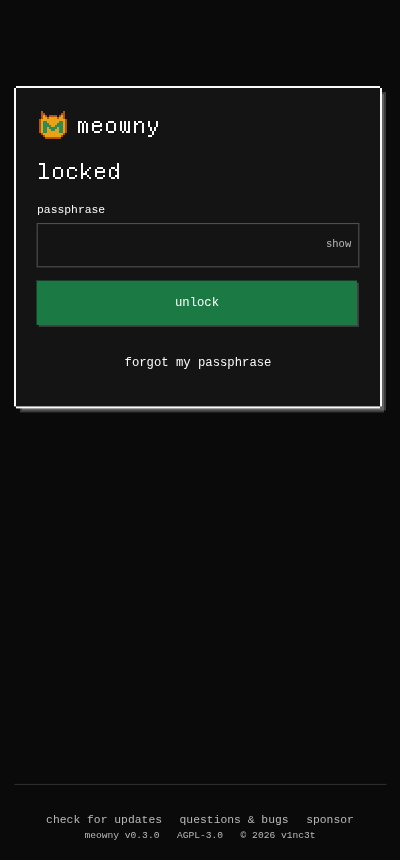 meowny
locked
passphrase
show
unlock
forgot my passphrase
check for updates questions & bugs sponsor
meowny v0.3.0 AGPL-3.0 © 2026 v1nc3t